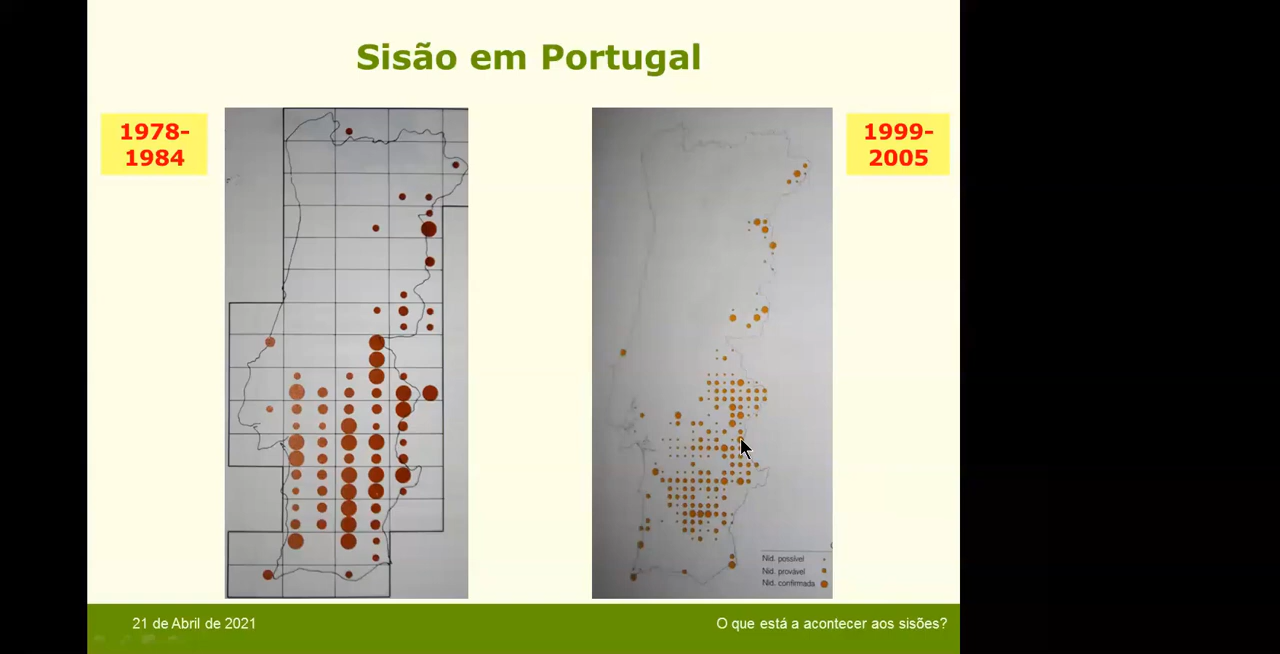 Sisão em Portugal
1978-
1984
1999-
2005
Nid. possível
Nid. provável
Nid. confirmada
21 de Abril de 2021
O que está a acontecer aos sisões?